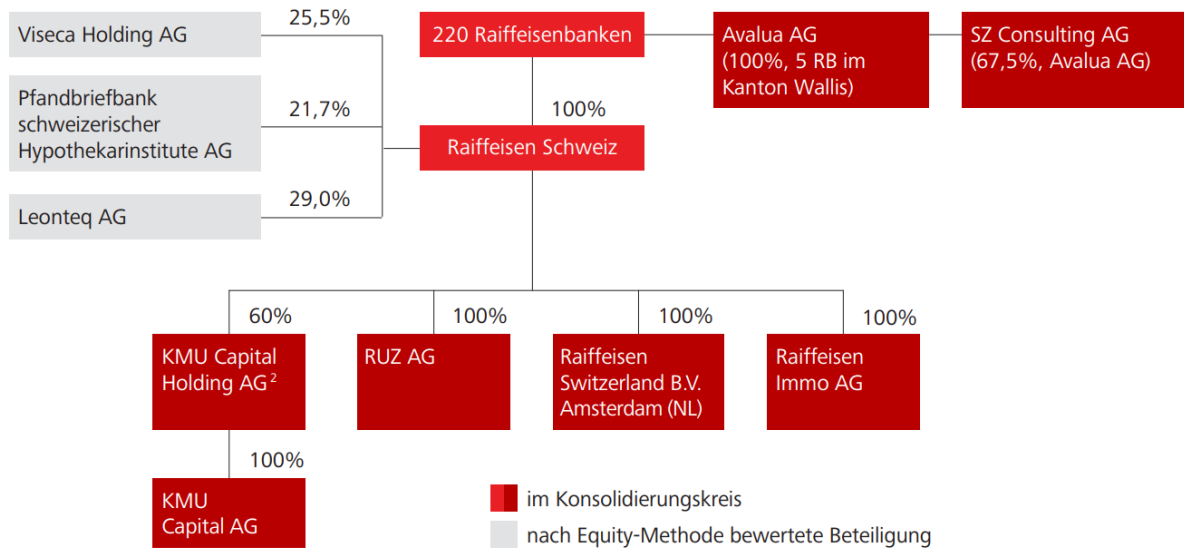 Viseca Holding AG
25,5%
Pfandbriefbank
schweizerischer
Hypothekarinstitute AG
21,7%
Leonteq AG
29,0%
220 Raiffeisenbanken
Avalua AG
(100%, 5 RB im
Kanton Wallis)
SZ Consulting AG
(67,5%, Avalua AG)
100%
Raiffeisen Schweiz
60%
KMU Capital
Holding AG²
100%
RUZ AG
100%
Raiffeisen
Switzerland B.V.
Amsterdam (NL)
100%
Raiffeisen
Immo AG
100%
KMU
Capital AG
im Konsolidierungskreis
nach Equity-Methode bewertete Beteiligung